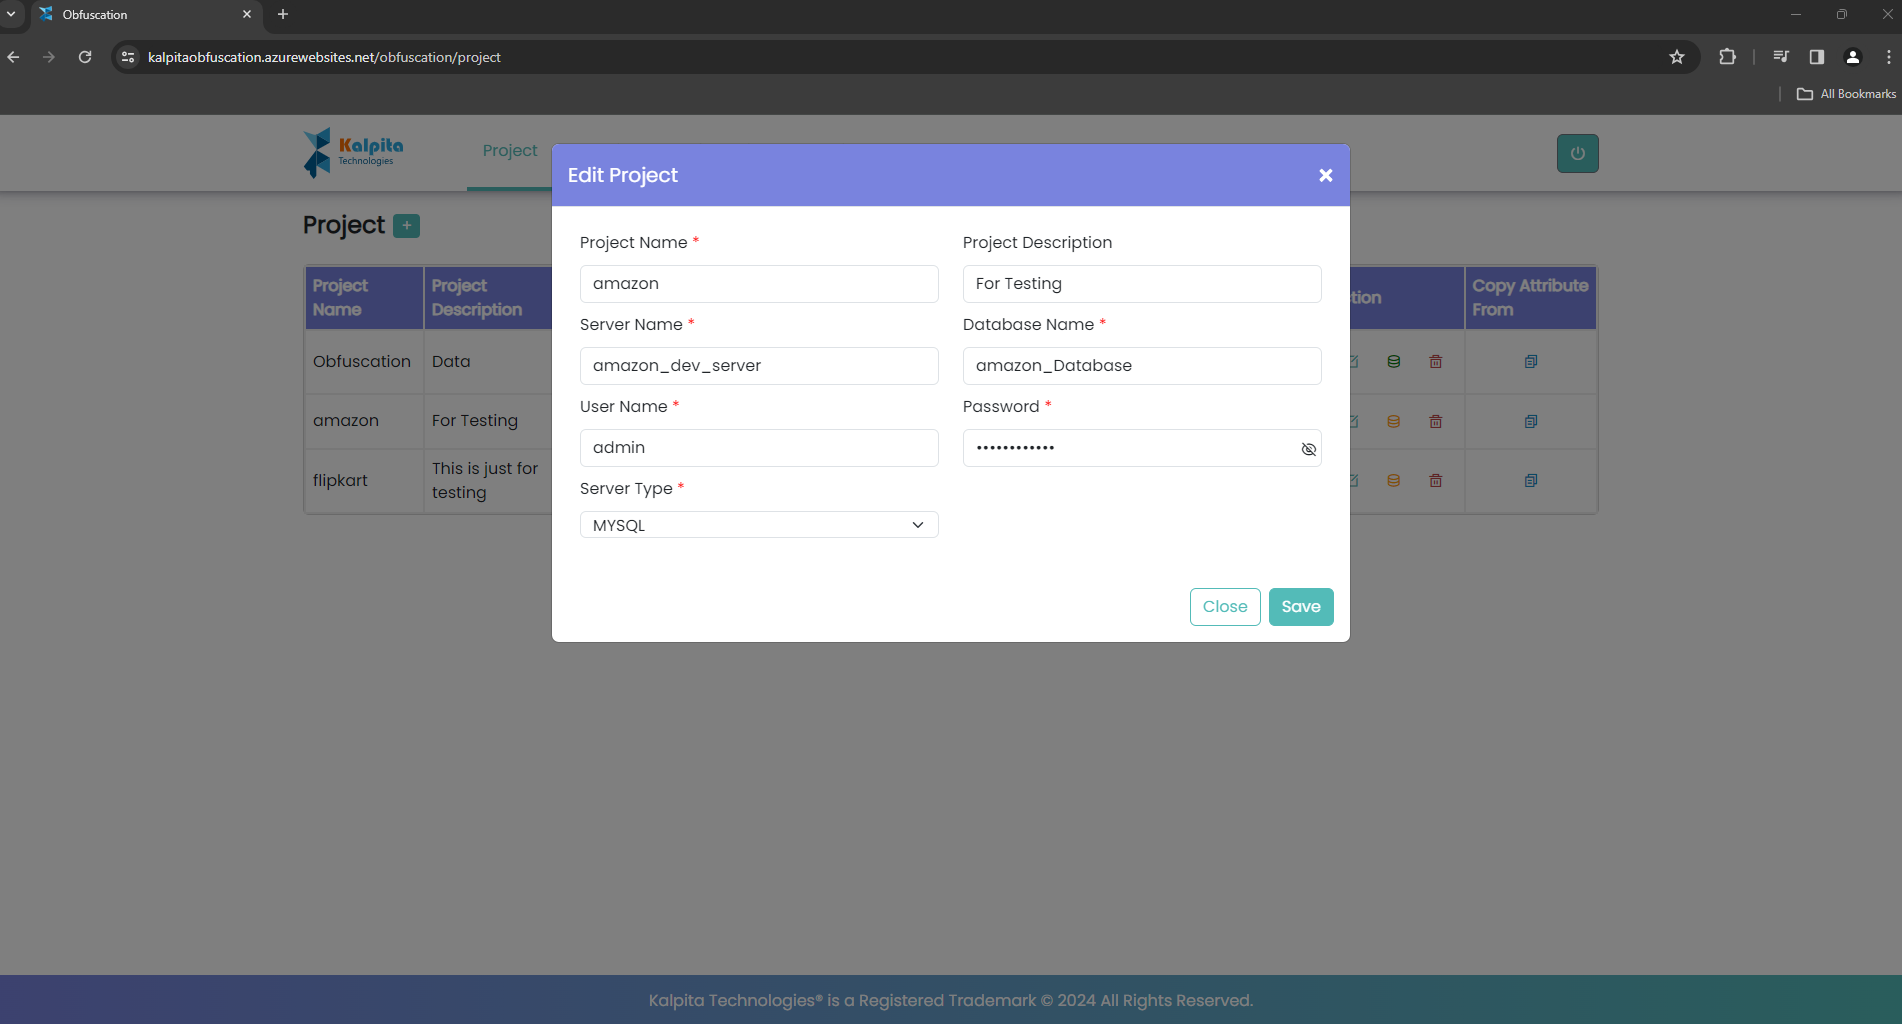 Obfuscation
kalpitaobfuscation.azurewebsites.net/obfuscation/project
All Bookmarks
Kalpita
Technologies
Project
Edit Project
Project
Project Name *
Project Description
amazon
For Testing
Server Name *
Database Name *
amazon_dev_server
amazon_Database
User Name *
Password *
admin
••••••••••••
Server Type *
MYSQL
Close
Save
Project Name
Project Description
tion
Copy Attribute From
Obfuscation
Data
amazon
For Testing
flipkart
This is just for
testing
Kalpita Technologies® is a Registered Trademark © 2024 All Rights Reserved.